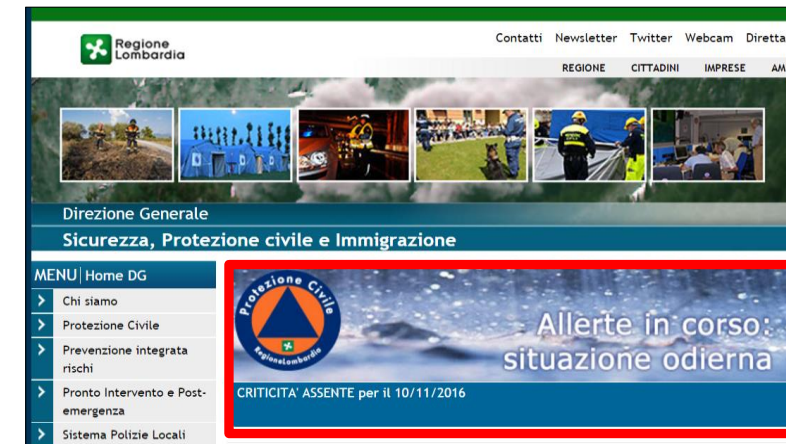 Regione
Lombardia
Contatti Newsletter Twitter Webcam Diretta
REGIONE CITTADINI IMPRESE AM
Direzione Generale
Sicurezza, Protezione civile e Immigrazione
MENU | Home DG
Chi siamo
Protezione Civile
Prevenzione integrata
rischi
Pronto Intervento e Post-
emergenza
Sistema Polizie Locali
Protezione Civile
RegioneLombardia
Allerte in corso:
situazione odierna
CRITICITA' ASSENTE per il 10/11/2016